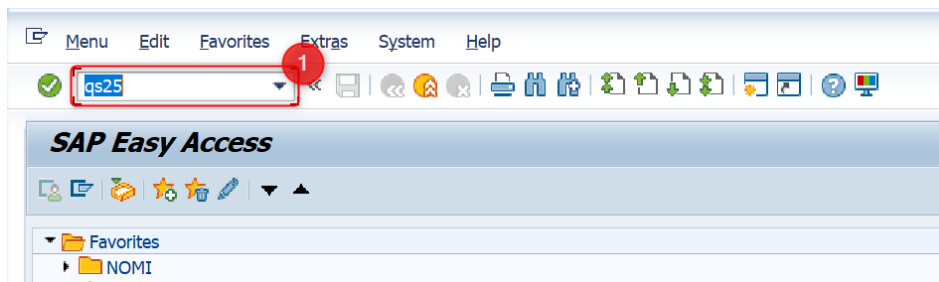 Menu Edit Favorites Extras System Help
1
qs25
SAP Easy Access
Favorites
NOMI